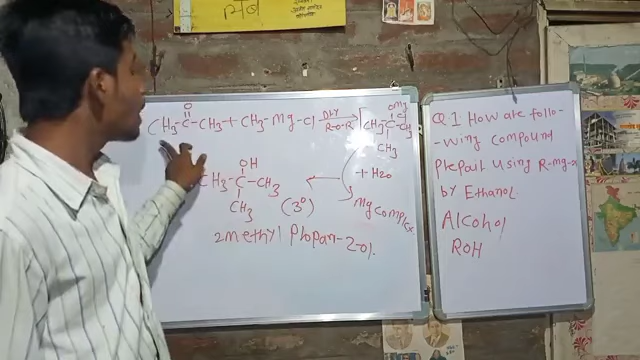 O
CH3-C-CH3 + CH3-Mg-Cl DRY R-O-R
CH3-C-CH3
CH3
OH
+ H2O
CH3-C-CH3
CH3
(3°)
Mg Complex
2 methyl Propan-2-ol.
Q.1 How are follo-
-wing compound
Prepare using R-Mg-x
by Ethanol.
Alcohol
ROH